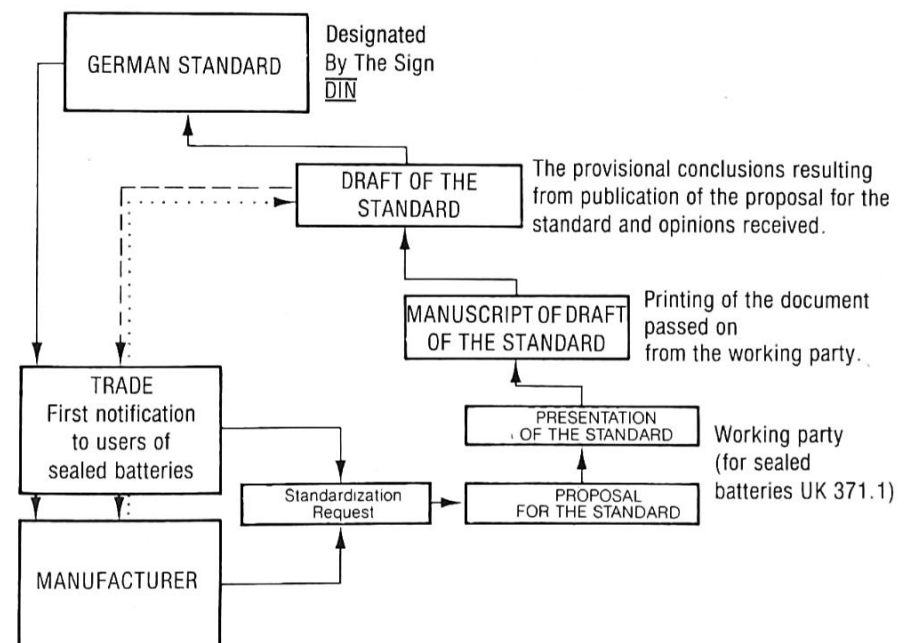 GERMAN STANDARD
Designated
By The Sign
DIN
DRAFT OF THE
STANDARD
The provisional conclusions resulting
from publication of the proposal for the
standard and opinions received.
MANUSCRIPT OF DRAFT
OF THE STANDARD
Printing of the document
passed on
from the working party.
TRADE
First notification
to users of
sealed batteries
PRESENTATION
OF THE STANDARD
Working party
(for sealed
batteries UK 371.1)
Standardization
Request
PROPOSAL
FOR THE STANDARD
MANUFACTURER